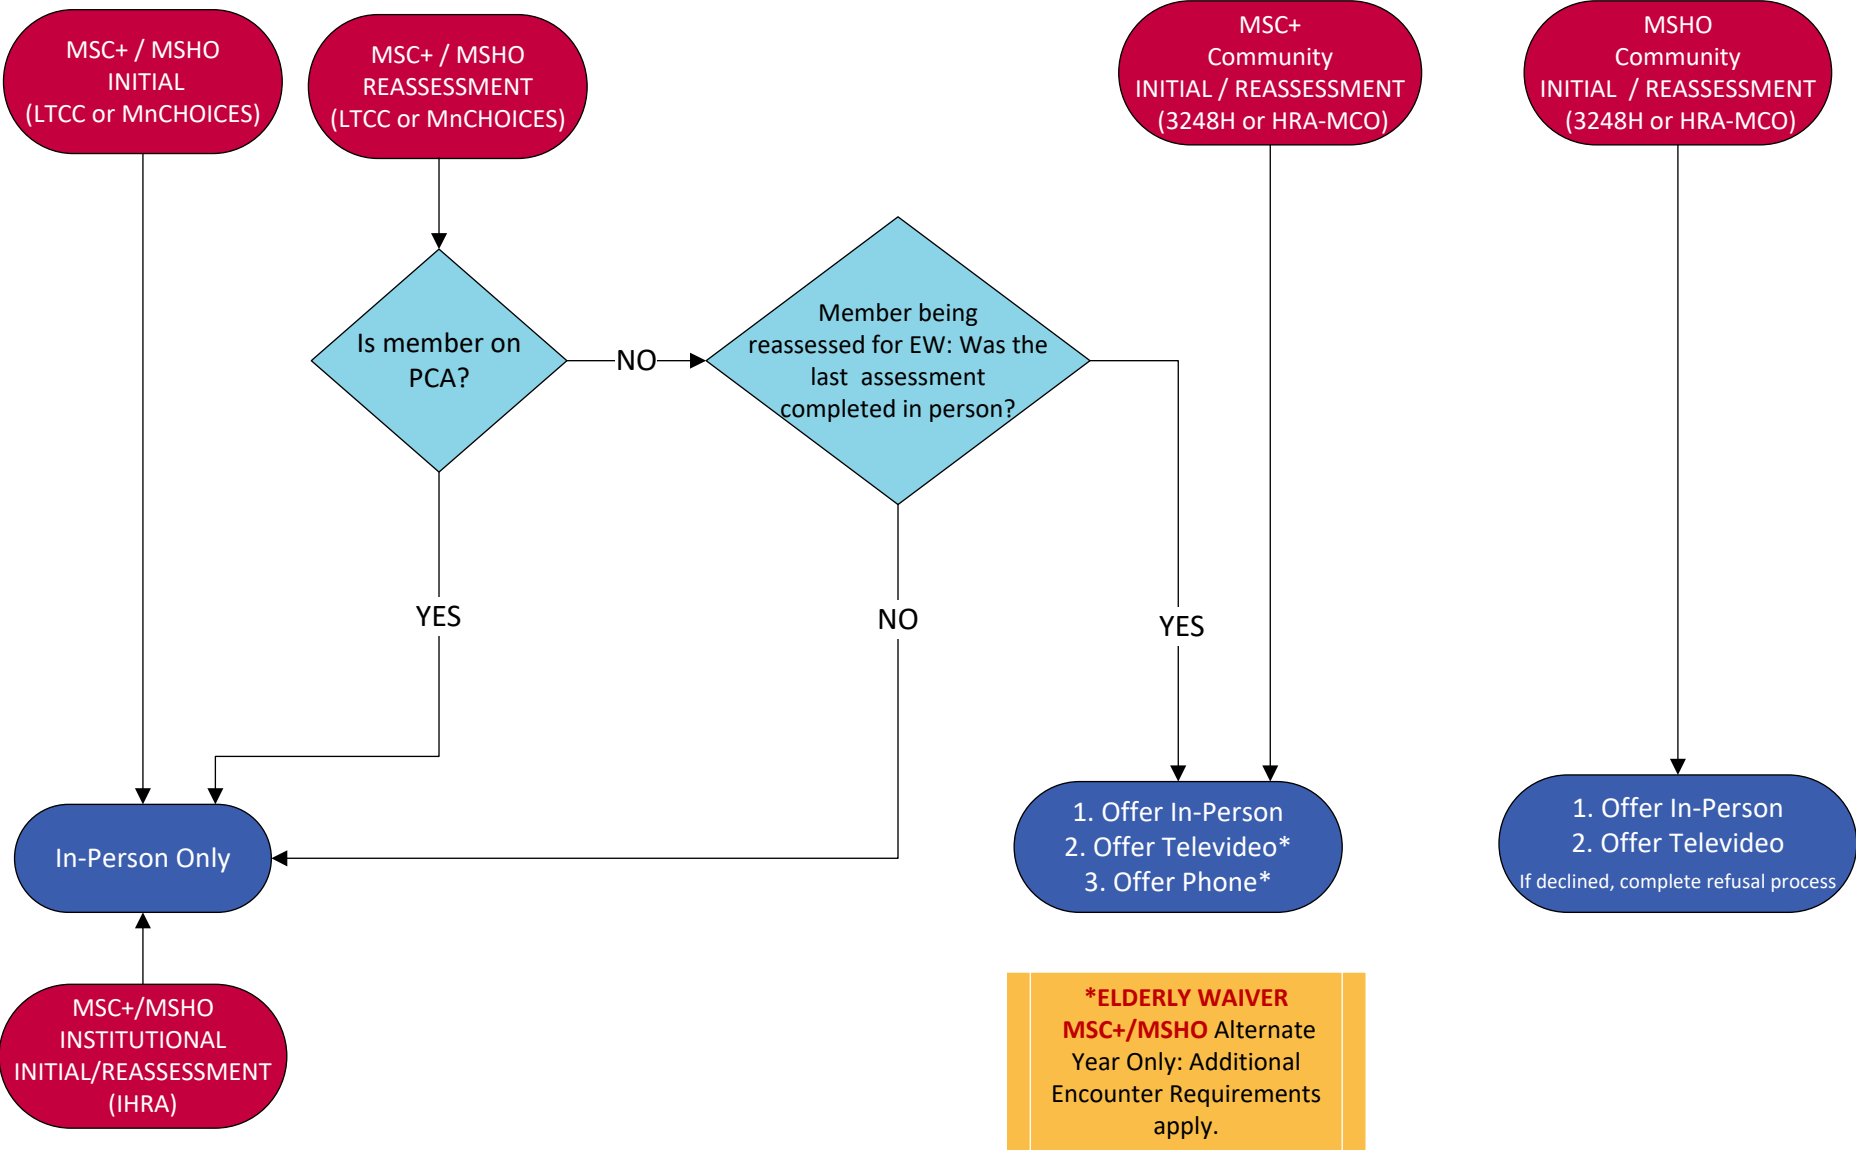 MSC+ / MSHO
INITIAL
(LTCC or MnCHOICES)
MSC+ / MSHO
REASSESSMENT
(LTCC or MnCHOICES)
MSC+
Community
INITIAL / REASSESSMENT
(3248H or HRA-MCO)
MSHO
Community
INITIAL / REASSESSMENT
(3248H or HRA-MCO)
Is member on
PCA?
NO
Member being
reassessed for EW: Was the
last assessment
completed in person?
YES
NO
YES
In-Person Only
1. Offer In-Person
2. Offer Televideo*
3. Offer Phone*
1. Offer In-Person
2. Offer Televideo
If declined, complete refusal process
MSC+/MSHO
INSTITUTIONAL
INITIAL/REASSESSMENT
(IHRA)
*ELDERLY WAIVER
MSC+/MSHO Alternate
Year Only: Additional
Encounter Requirements
apply.